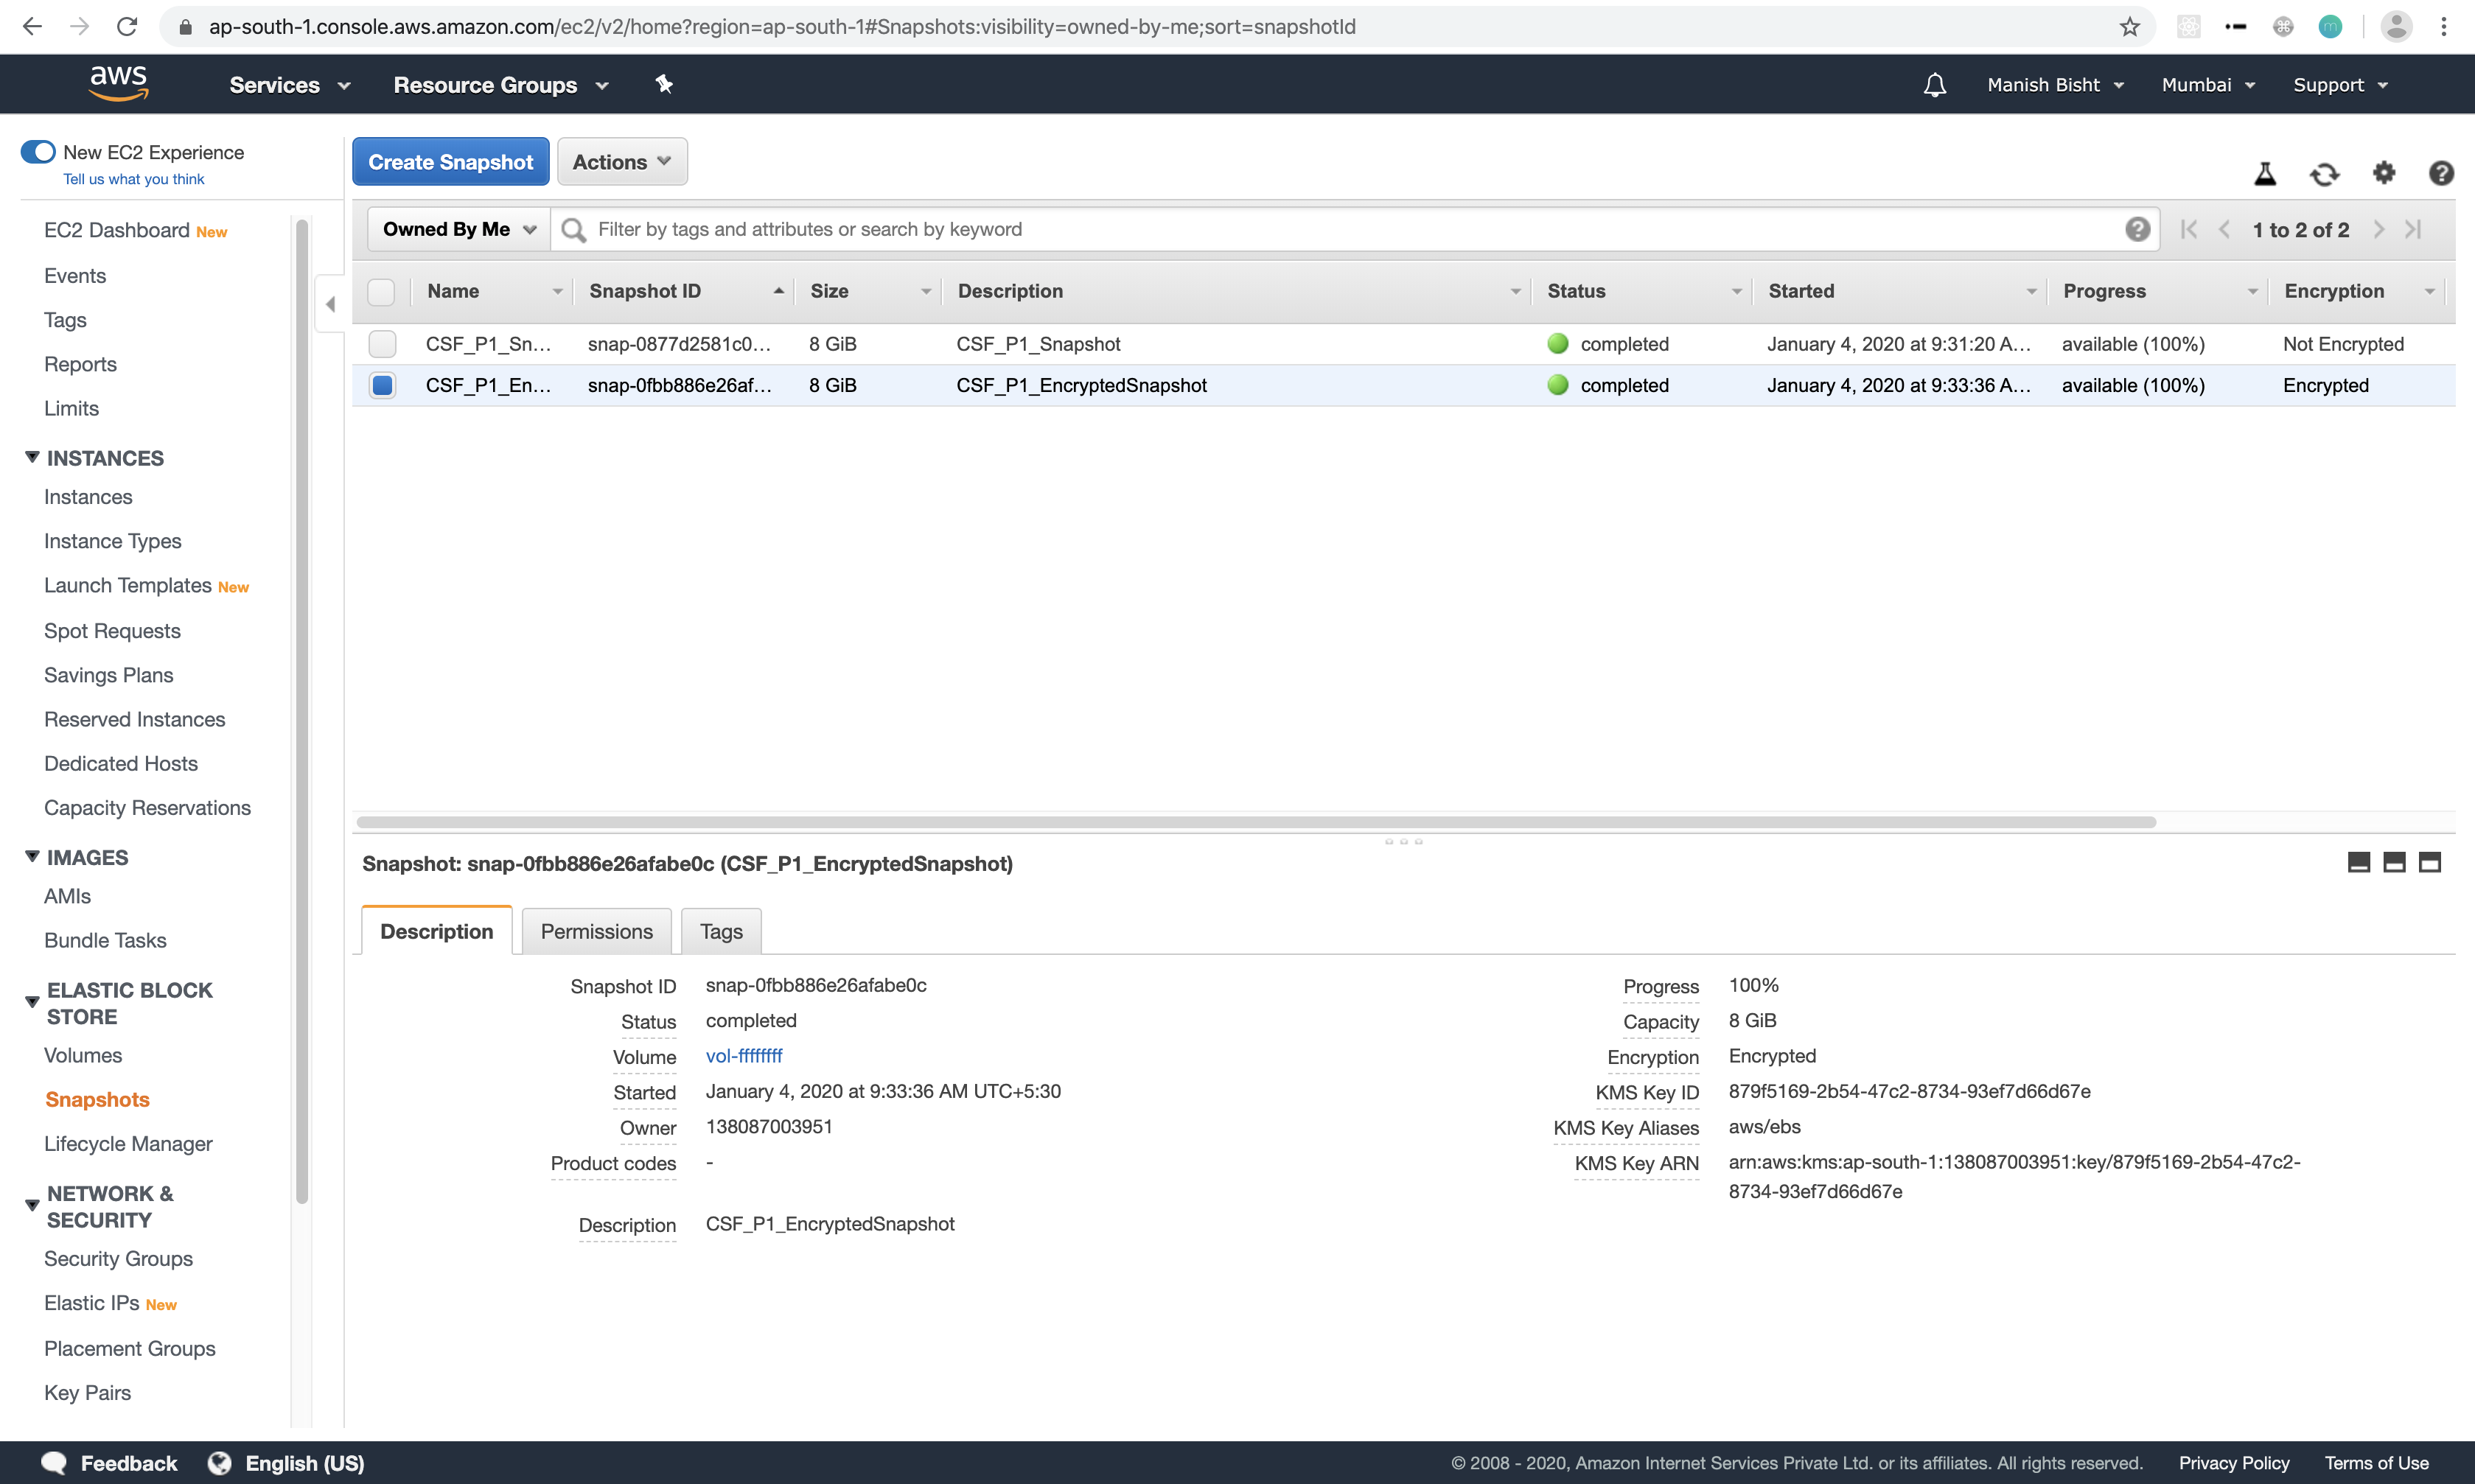 ap-south-1.console.aws.amazon.com/ec2/v2/home?region=ap-south-1#Snapshots:visibility=owned-by-me;sort=snapshotId
m
aws Services Resource Groups Manish Bisht Mumbai Support
New EC2 Experience
Tell us what you think
EC2 Dashboard New
Events
Tags
Reports
Limits
INSTANCES
Instances
Instance Types
Launch Templates New
Spot Requests
Savings Plans
Reserved Instances
Dedicated Hosts
Capacity Reservations
IMAGES
AMIs
Bundle Tasks
ELASTIC BLOCK
STORE
Volumes
Snapshots
Lifecycle Manager
NETWORK &
SECURITY
Security Groups
Elastic IPs New
Placement Groups
Key Pairs
Create Snapshot Actions
Owned By Me Filter by tags and attributes or search by keyword 1 to 2 of 2
Name Snapshot ID Size Description Status Started Progress Encryption
CSF_P1_Sn... snap-0877d2581c0... 8 GiB CSF_P1_Snapshot completed January 4, 2020 at 9:31:20 A... available (100%) Not Encrypted
CSF_P1_En... snap-0fbb886e26af... 8 GiB CSF_P1_EncryptedSnapshot completed January 4, 2020 at 9:33:36 A... available (100%) Encrypted
Snapshot: snap-0fbb886e26afabe0c (CSF_P1_EncryptedSnapshot)
Description Permissions Tags
Snapshot ID snap-0fbb886e26afabe0c
Status completed
Volume vol-ffffffff
Started January 4, 2020 at 9:33:36 AM UTC+5:30
Owner 138087003951
Product codes -
Description CSF_P1_EncryptedSnapshot
Progress 100%
Capacity 8 GiB
Encryption Encrypted
KMS Key ID 879f5169-2b54-47c2-8734-93ef7d66d67e
KMS Key Aliases aws/ebs
KMS Key ARN arn:aws:kms:ap-south-1:138087003951:key/879f5169-2b54-47c2-
8734-93ef7d66d67e
Feedback English (US) © 2008 - 2020, Amazon Internet Services Private Ltd. or its affiliates. All rights reserved. Privacy Policy Terms of Use